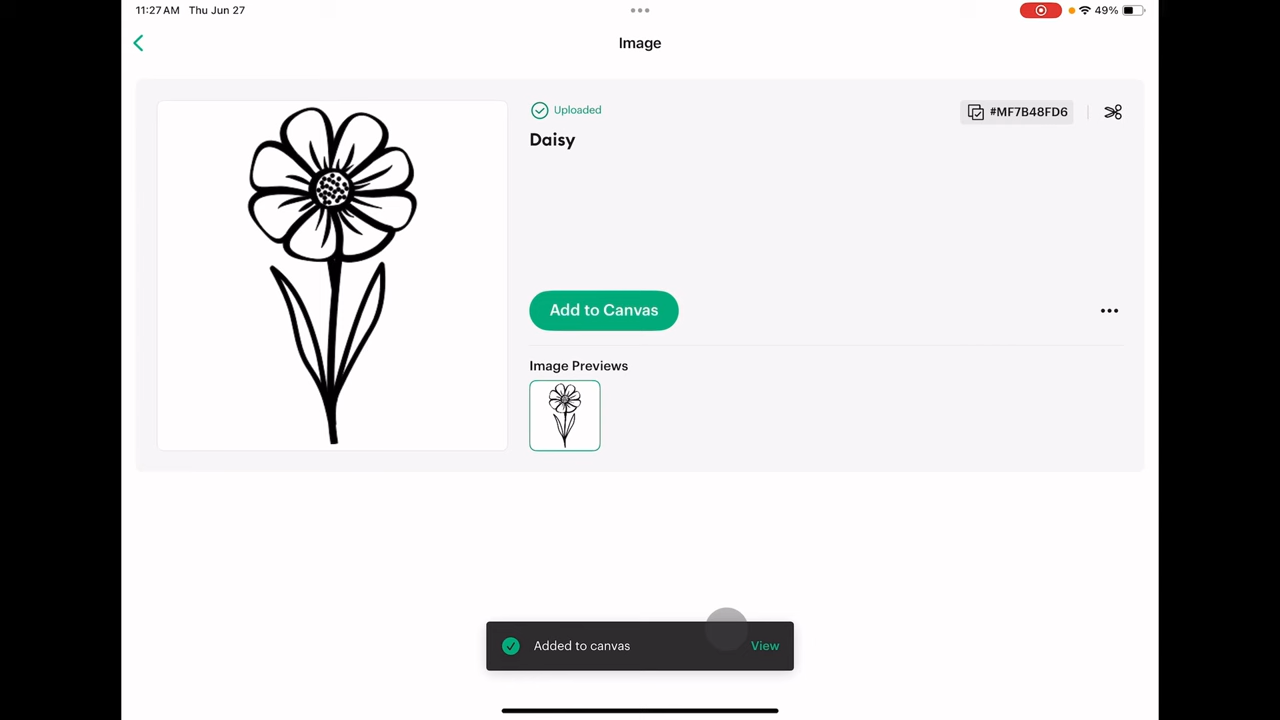 11:27 AM Thu Jun 27
49%
Image
Uploaded
#MF7B48FD6
Daisy
Add to Canvas
Image Previews
Added to canvas
View